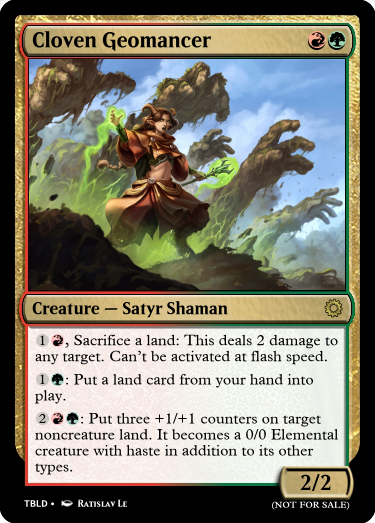 Cloven Geomancer
Creature — Satyr Shaman
1 , Sacrifice a land: This deals 2 damage to
any target. Can't be activated at flash speed.
1 : Put a land card from your hand into
play.
2 : Put three +1/+1 counters on target
noncreature land. It becomes a 0/0 Elemental
creature with haste in addition to its other
types.
2/2
TBLD • Ratislav Le
(NOT FOR SALE)